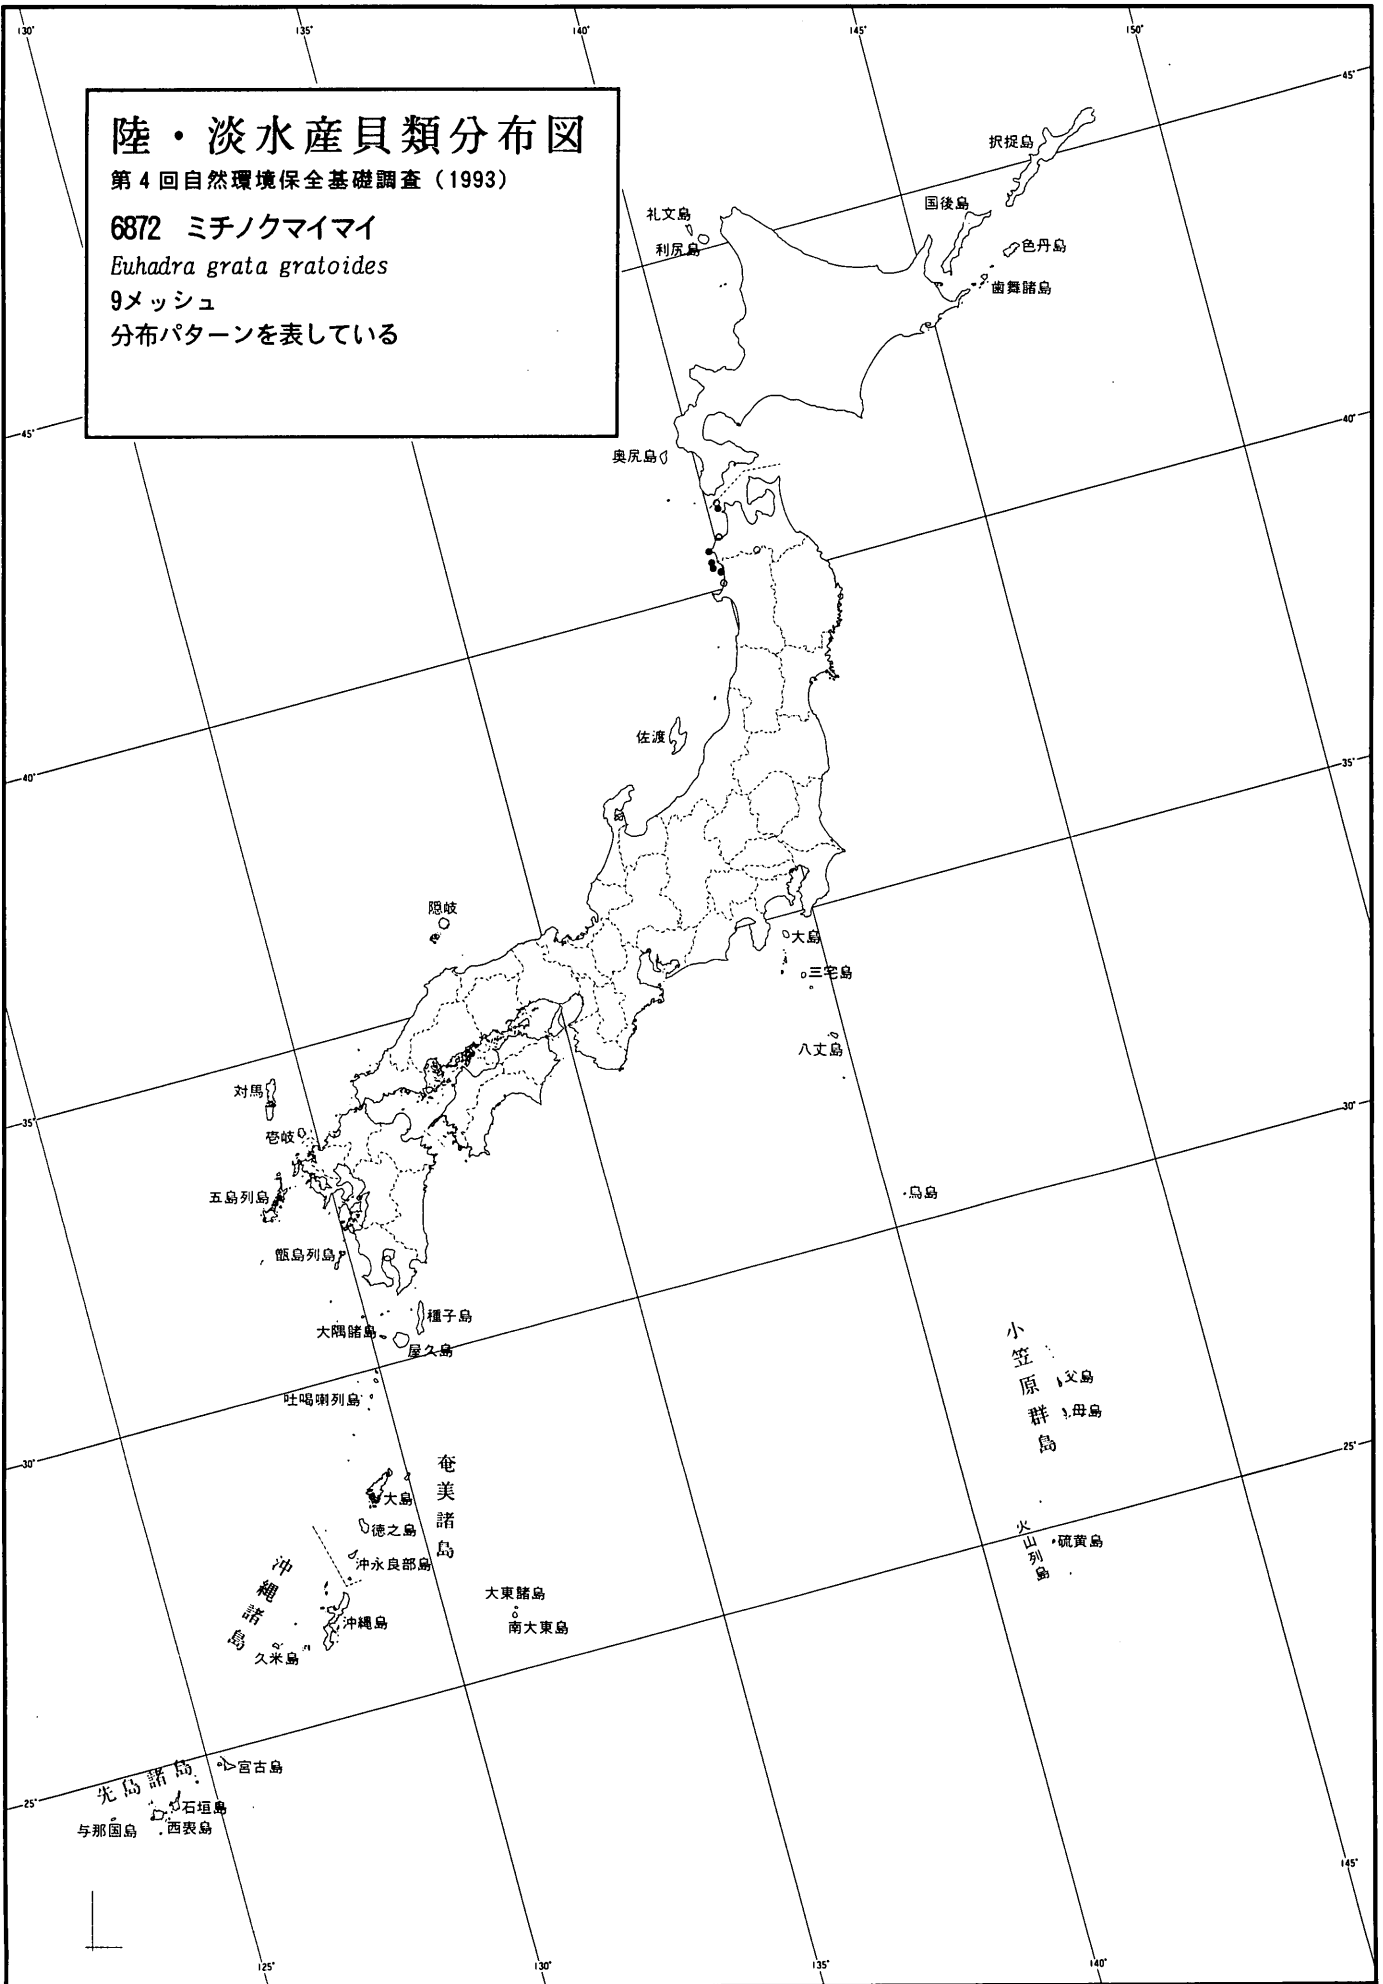 130°
135°
140°
145°
150°
陸・淡水産貝類分布図
第4回自然環境保全基礎調査(1993)
6872 ミチノクマイマイ
Euhadra grata gratoides
9メッシュ
分布パターンを表している
45°
択捉島
国後島
色丹島
歯舞諸島
礼文島
利尻島
45°
40°
奥尻島
佐渡
40°
35°
隠岐
大島
三宅島
八丈島
対馬
壱岐
35°
30°
五島列島
鳥島
甑島列島
種子島
大隅諸島
屋久島
吐喝喇列島
小笠原群島
父島
母島
30°
25°
奄美諸島
大島
徳之島
沖永良部島
火山列島
硫黄島
沖縄諸島
沖縄島
久米島
大東諸島
南大東島
先島諸島
宮古島
石垣島
西表島
与那国島
25°
145°
125°
130°
135°
140°